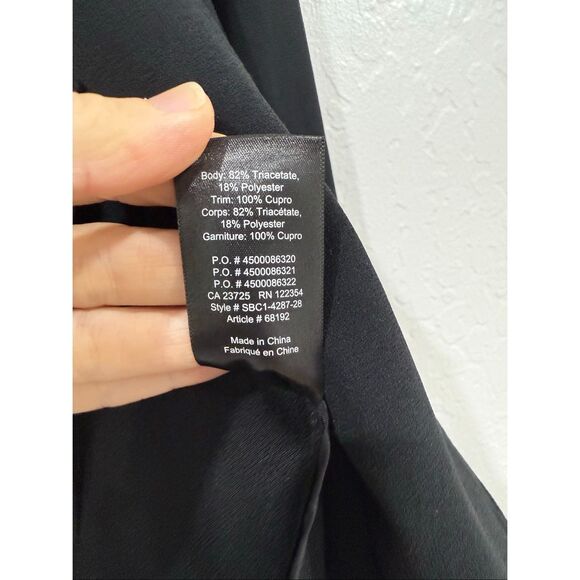 Body: 82% Triacetate,
18% Polyester
Trim: 100% Cupro
Corps: 82% Triacétate,
18% Polyester
Garniture: 100% Cupro
P.O. # 4500086320
P.O. # 4500086321
P.O. # 4500086322
CA 23725 RN 122354
Style # SBC1-4287-28
Article # 68192
Made in China
Fabriqué en Chine